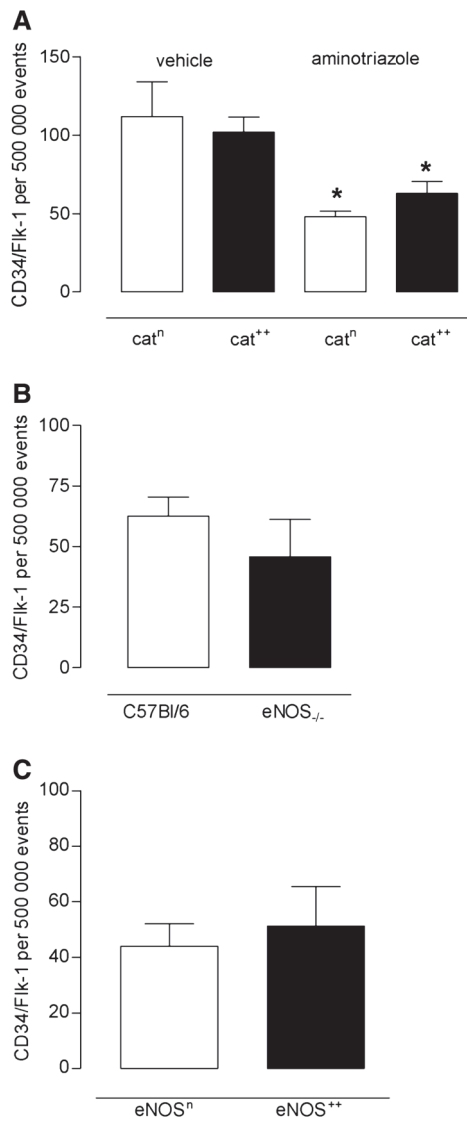 A
CD34/Flk-1 per 500 000 events
150
100
50
0
vehicle
aminotriazole
*
*
catⁿ
cat⁺⁺
catⁿ
cat⁺⁺
B
CD34/Flk-1 per 500 000 events
100
75
50
25
0
C57Bl/6
eNOS₋/₋
C
CD34/Flk-1 per 500 000 events
100
80
60
40
20
0
eNOSⁿ
eNOS⁺⁺